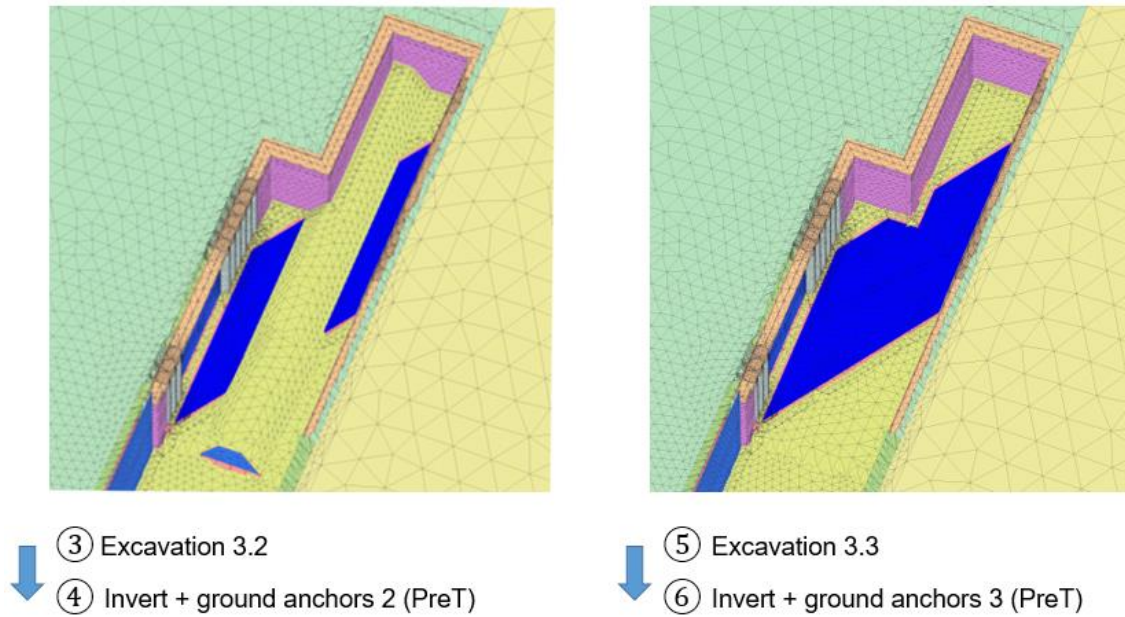 ③ Excavation 3.2
④ Invert + ground anchors 2 (PreT)
⑤ Excavation 3.3
⑥ Invert + ground anchors 3 (PreT)